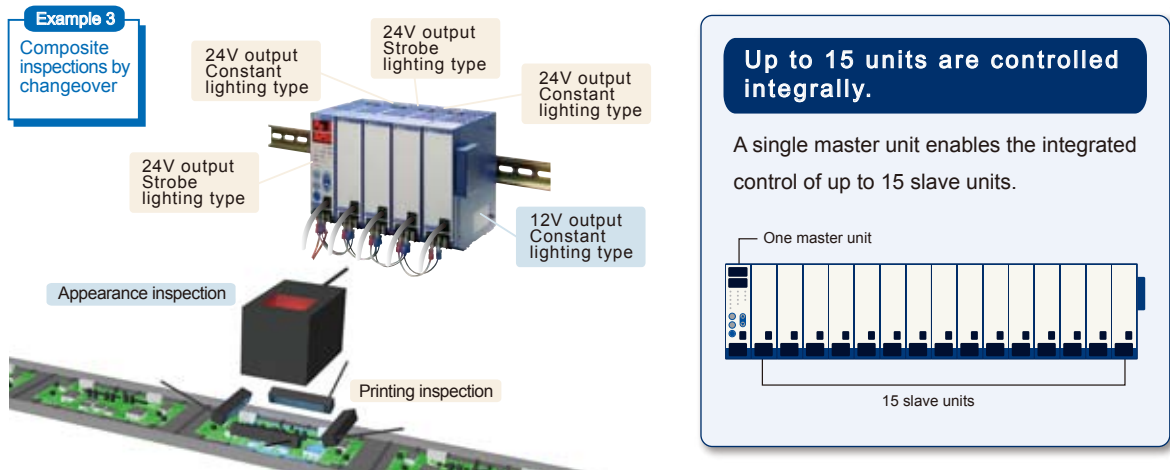 Example 3
Composite
inspections by
changeover
24V output
Constant
lighting type
24V output
Strobe
lighting type
24V output
Constant
lighting type
24V output
Strobe
lighting type
12V output
Constant
lighting type
Appearance inspection
Printing inspection
Up to 15 units are controlled
integrally.
A single master unit enables the integrated
control of up to 15 slave units.
One master unit
15 slave units